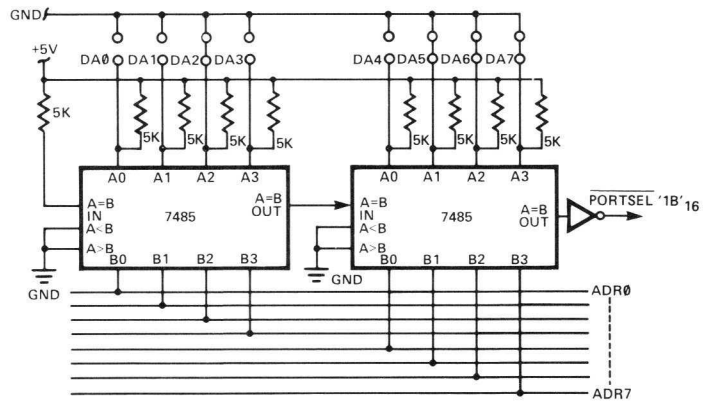 GND
+5V
DA0 DA1 DA2 DA3 DA4 DA5 DA6 DA7
5K 5K 5K 5K 5K 5K 5K 5K 5K
A0 A1 A2 A3 A0 A1 A2 A3
A=B IN
A<B
A>B
7485
A=B OUT
A=B IN
A<B
A>B
7485
A=B OUT
PORTSEL '1B'16
B0 B1 B2 B3 B0 B1 B2 B3
GND
GND
ADR0
ADR7